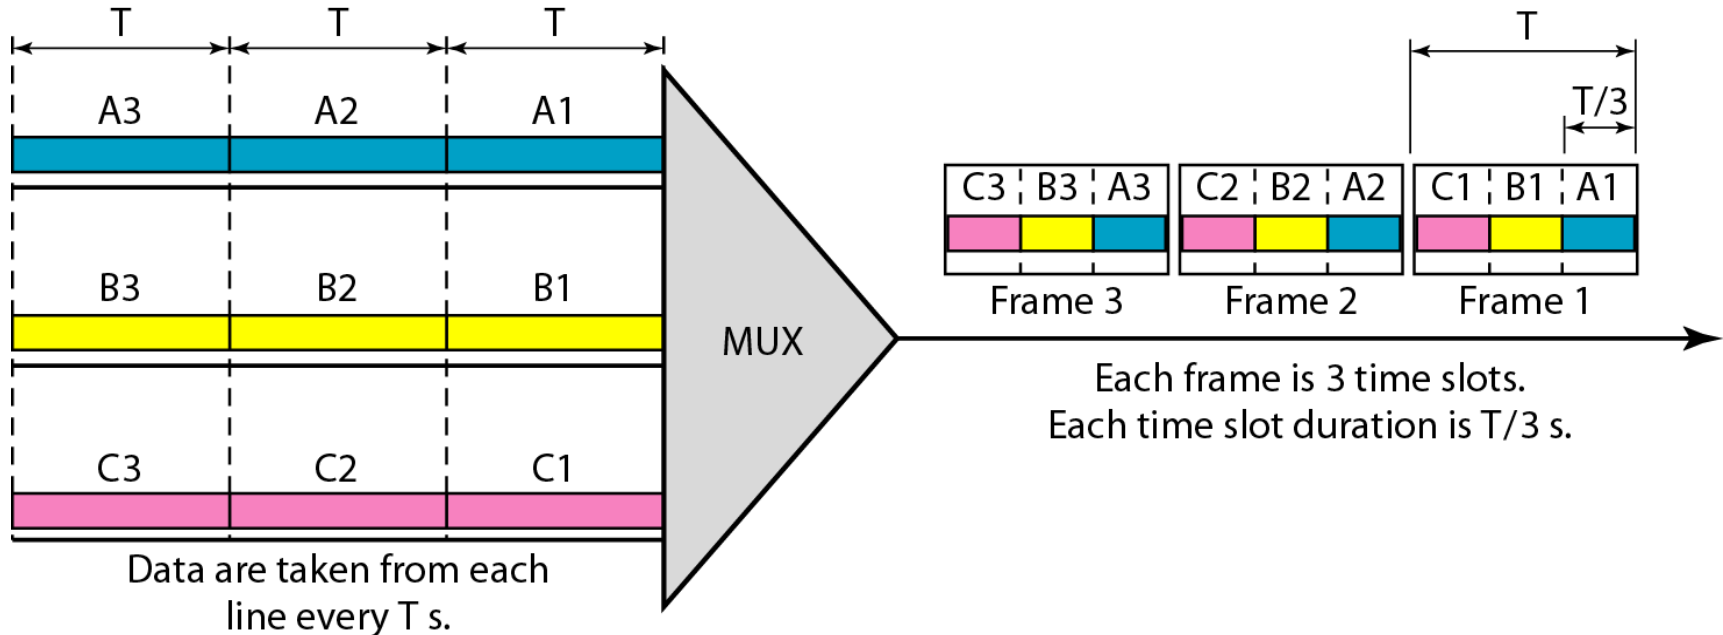 T T T
T
T/3
A3 A2 A1
C3 B3 A3 C2 B2 A2 C1 B1 A1
B3 B2 B1
Frame 3 Frame 2 Frame 1
MUX
Each frame is 3 time slots.
Each time slot duration is T/3 s.
C3 C2 C1
Data are taken from each
line every T s.